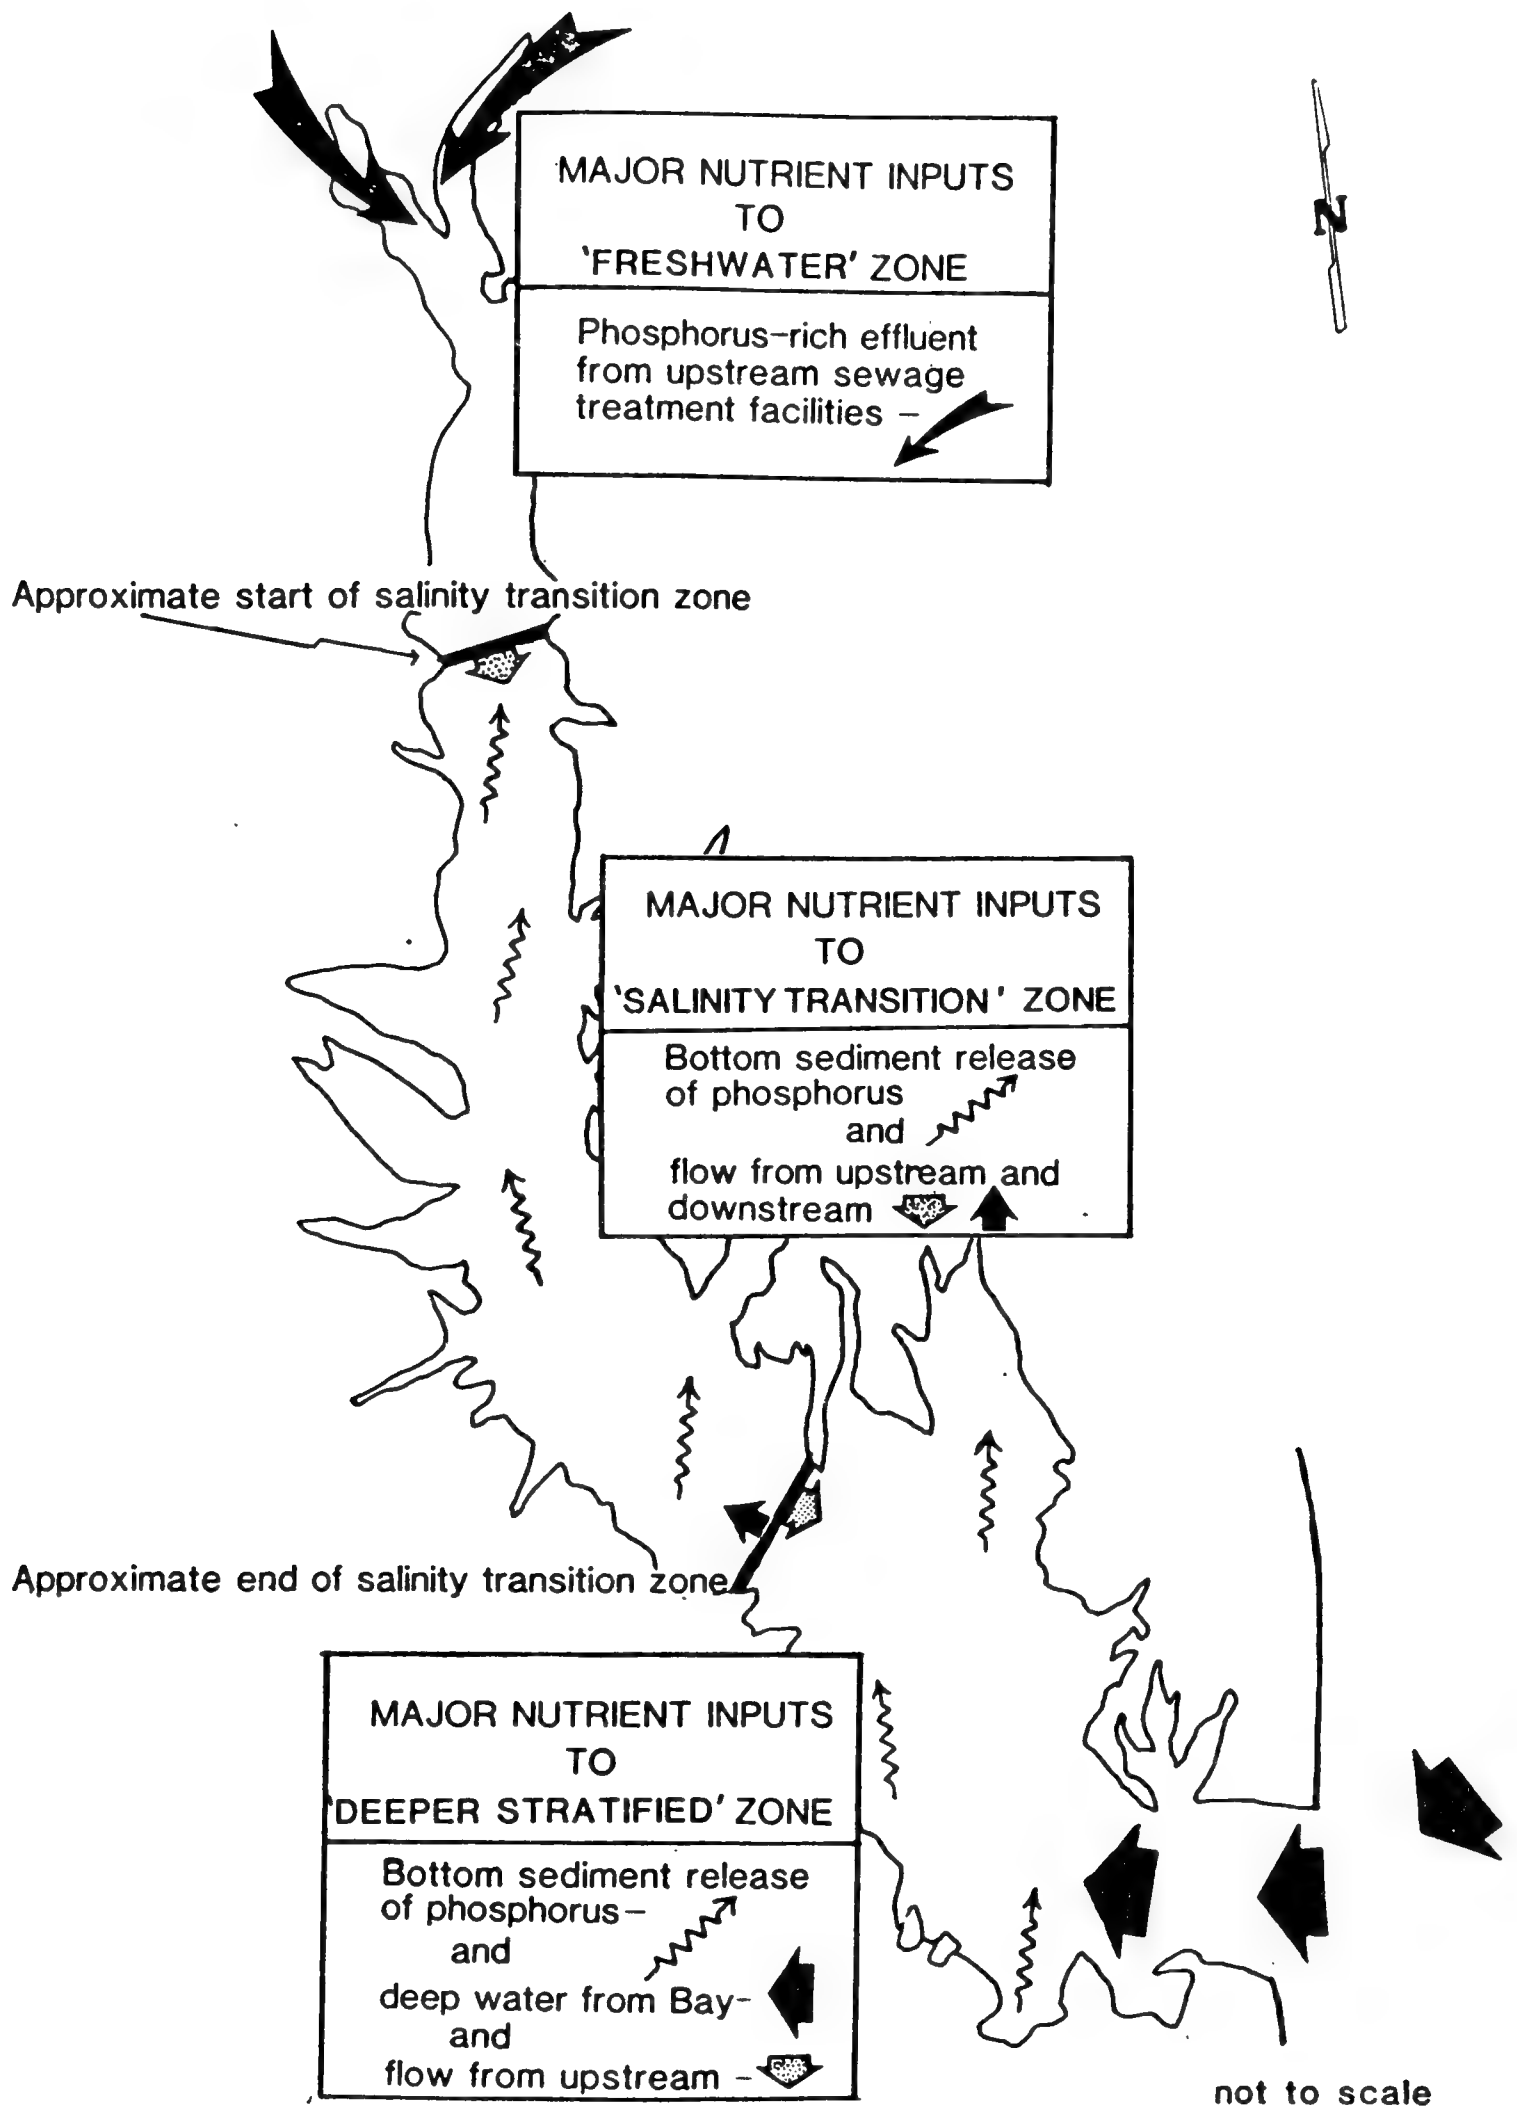 MAJOR NUTRIENT INPUTS
TO
'FRESHWATER' ZONE
Phosphorus-rich effluent
from upstream sewage
treatment facilities -
N
Approximate start of salinity transition zone
MAJOR NUTRIENT INPUTS
TO
'SALINITY TRANSITION' ZONE
Bottom sediment release
of phosphorus
and
flow from upstream and
downstream
Approximate end of salinity transition zone
MAJOR NUTRIENT INPUTS
TO
'DEEPER STRATIFIED' ZONE
Bottom sediment release
of phosphorus-
and
deep water from Bay-
and
flow from upstream -
not to scale